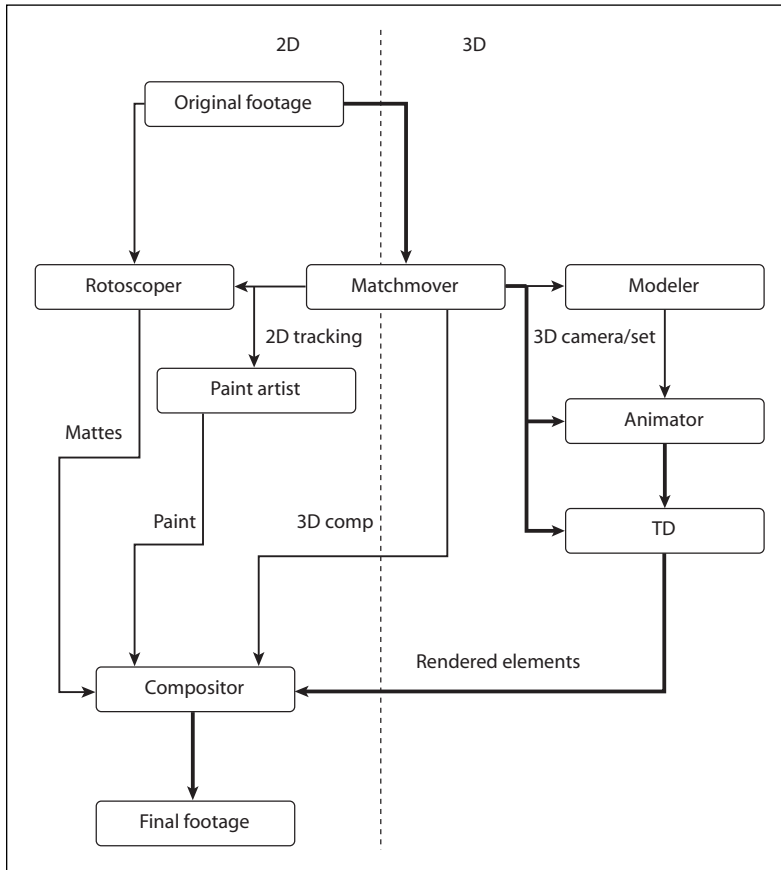 2D
3D
Original footage
Rotoscoper
Matchmover
Modeler
2D tracking
3D camera/set
Paint artist
Animator
Mattes
Paint
3D comp
TD
Rendered elements
Compositor
Final footage